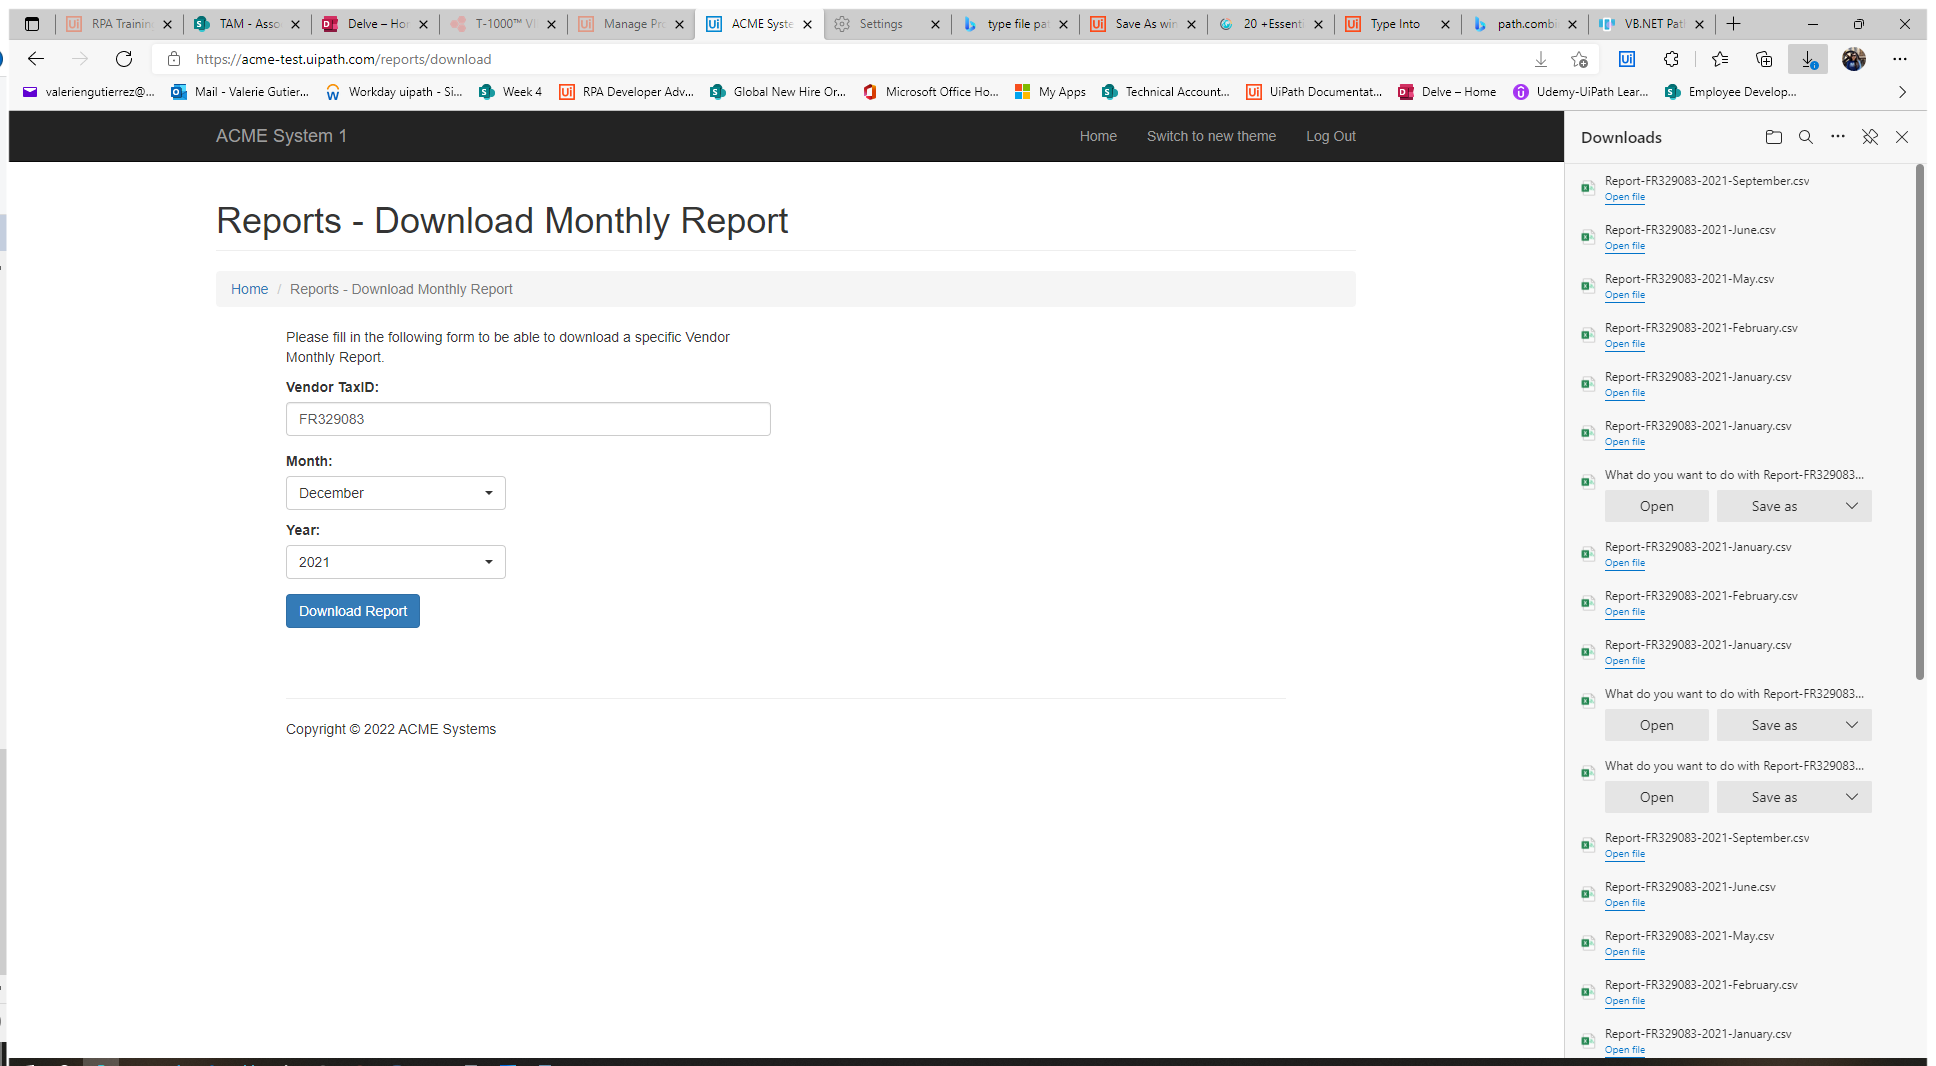 RPA Training
TAM - Asso
Delve – Hor
T-1000™ VI
Manage Pro
ACME Syste
Settings
type file pa
Save As win
20 +Essenti
Type Into
path.combi
VB.NET Pat
https://acme-test.uipath.com/reports/download
valeriengutierrez@...
Mail - Valerie Gutier...
Workday uipath - Si...
Week 4
RPA Developer Adv...
Global New Hire Or...
Microsoft Office Ho...
My Apps
Technical Account...
UiPath Documentat...
Delve – Home
Udemy-UiPath Lear...
Employee Develop...
ACME System 1
Home
Switch to new theme
Log Out
Reports - Download Monthly Report
Home / Reports - Download Monthly Report
Please fill in the following form to be able to download a specific Vendor
Monthly Report.
Vendor TaxID:
FR329083
Month:
December
Year:
2021
Download Report
Copyright © 2022 ACME Systems
Downloads
Report-FR329083-2021-September.csv
Open file
Report-FR329083-2021-June.csv
Open file
Report-FR329083-2021-May.csv
Open file
Report-FR329083-2021-February.csv
Open file
Report-FR329083-2021-January.csv
Open file
Report-FR329083-2021-January.csv
Open file
What do you want to do with Report-FR329083...
Open
Save as
Report-FR329083-2021-January.csv
Open file
Report-FR329083-2021-February.csv
Open file
Report-FR329083-2021-January.csv
Open file
What do you want to do with Report-FR329083...
Open
Save as
What do you want to do with Report-FR329083...
Open
Save as
Report-FR329083-2021-September.csv
Open file
Report-FR329083-2021-June.csv
Open file
Report-FR329083-2021-May.csv
Open file
Report-FR329083-2021-February.csv
Open file
Report-FR329083-2021-January.csv
Open file